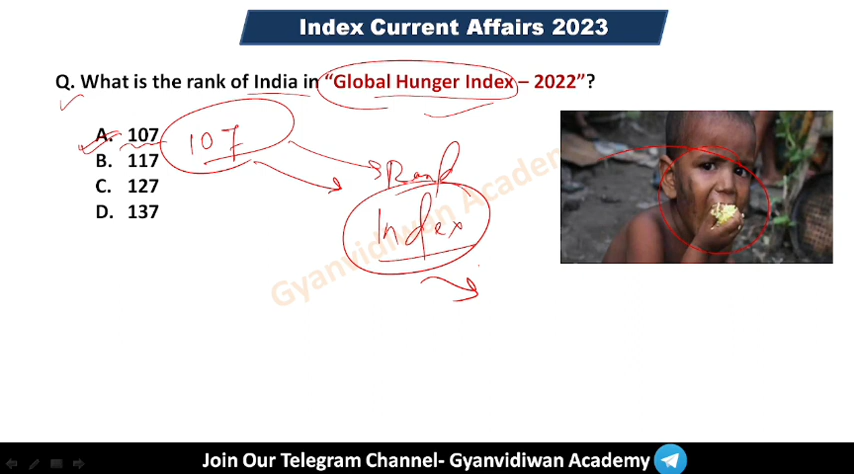 Index Current Affairs 2023
Q. What is the rank of India in “Global Hunger Index – 2022”?
A. 107
107
B. 117
C. 127
D. 137
Rank
Index
Gyanvidiwan Academy
Join Our Telegram Channel- Gyanvidiwan Academy